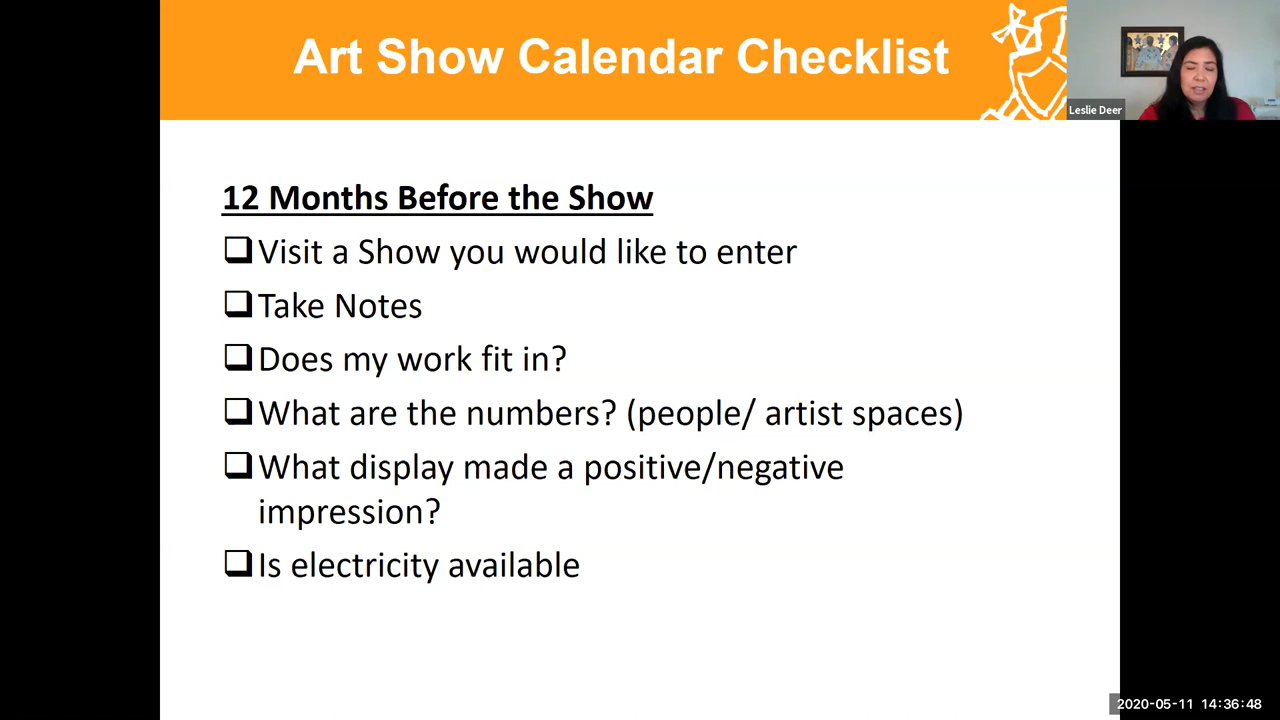 Art Show Calendar Checklist
Leslie Deer
12 Months Before the Show
Visit a Show you would like to enter
Take Notes
Does my work fit in?
What are the numbers? (people/ artist spaces)
What display made a positive/negative
impression?
Is electricity available
2020-05-11 14:36:48